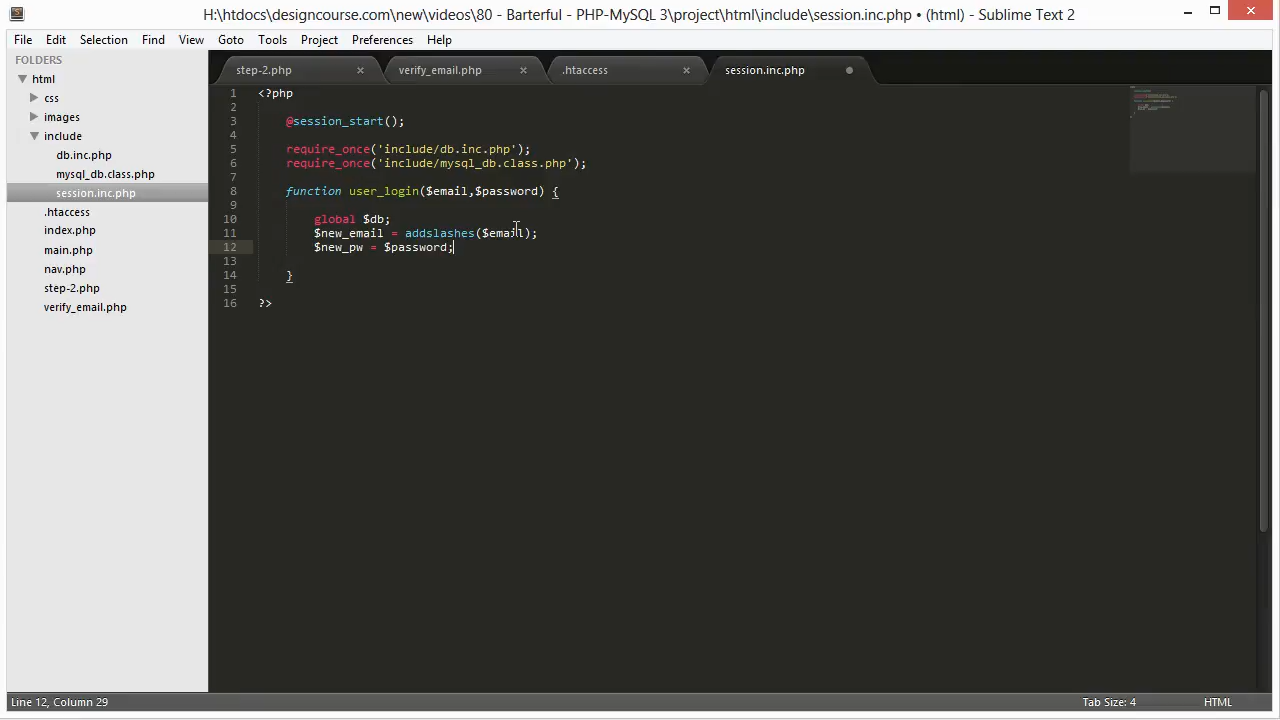 H:\htdocs\designcourse.com\new\videos\80 - Barterful - PHP-MySQL 3\project\html\include\session.inc.php • (html) - Sublime Text 2
File Edit Selection Find View Goto Tools Project Preferences Help
FOLDERS
html
css
images
include
db.inc.php
mysql_db.class.php
session.inc.php
.htaccess
index.php
main.php
nav.php
step-2.php
verify_email.php
step-2.php verify_email.php .htaccess session.inc.php
1 <?php
2
3 @session_start();
4
5 require_once('include/db.inc.php');
6 require_once('include/mysql_db.class.php');
7
8 function user_login($email,$password) {
9
10 global $db;
11 $new_email = addslashes($email);
12 $new_pw = $password;
13
14 }
15
16 ?>
Line 12, Column 29 Tab Size: 4 HTML